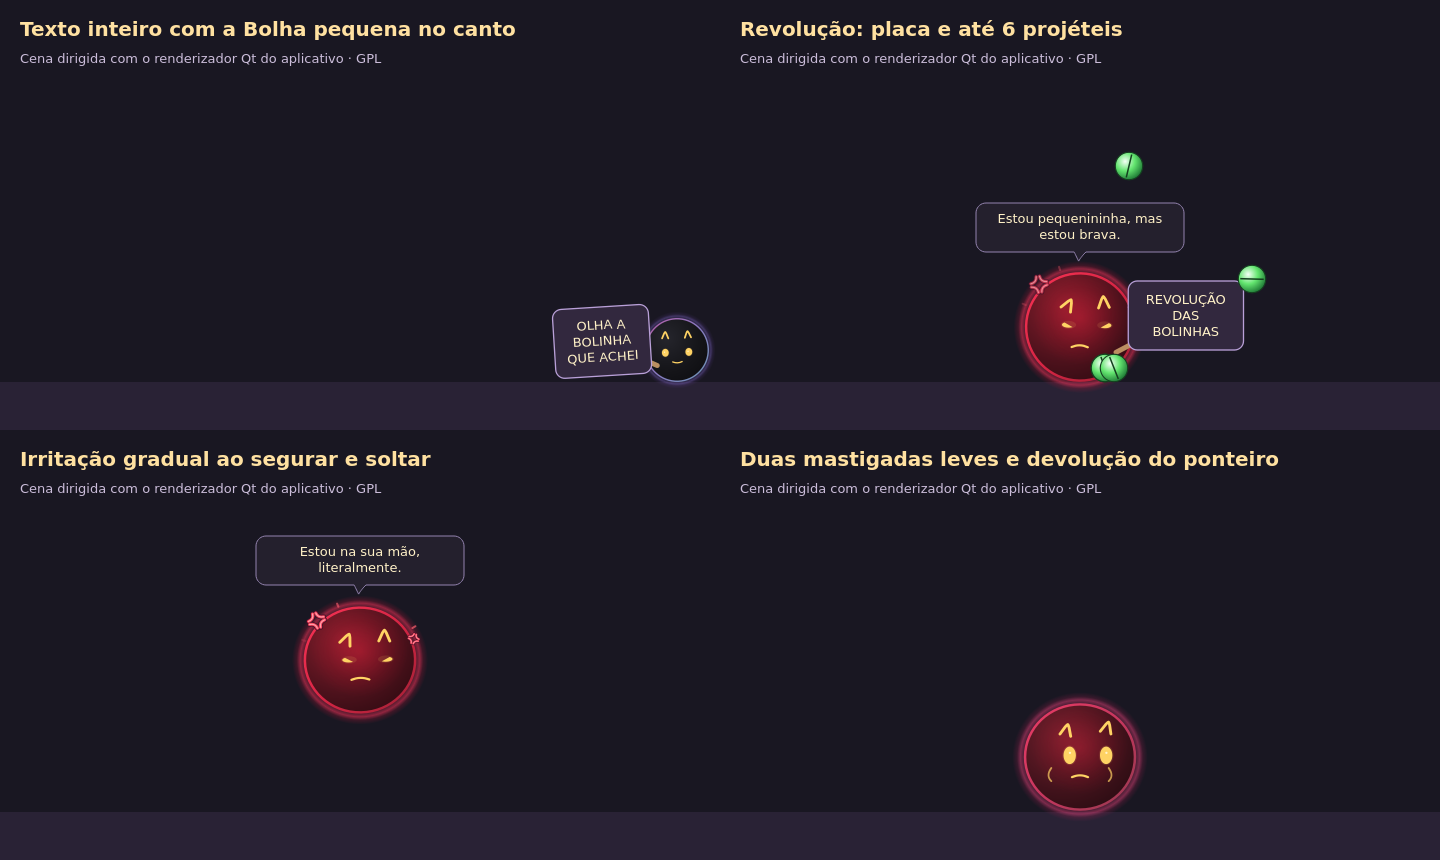 Texto inteiro com a Bolha pequena no canto
Cena dirigida com o renderizador Qt do aplicativo · GPL
OLHA A
BOLINHA
QUE ACHEI
Revolução: placa e até 6 projéteis
Cena dirigida com o renderizador Qt do aplicativo · GPL
Estou pequenininha, mas
estou brava.
REVOLUÇÃO
DAS
BOLINHAS
Irritação gradual ao segurar e soltar
Cena dirigida com o renderizador Qt do aplicativo · GPL
Estou na sua mão,
literalmente.
Duas mastigadas leves e devolução do ponteiro
Cena dirigida com o renderizador Qt do aplicativo · GPL